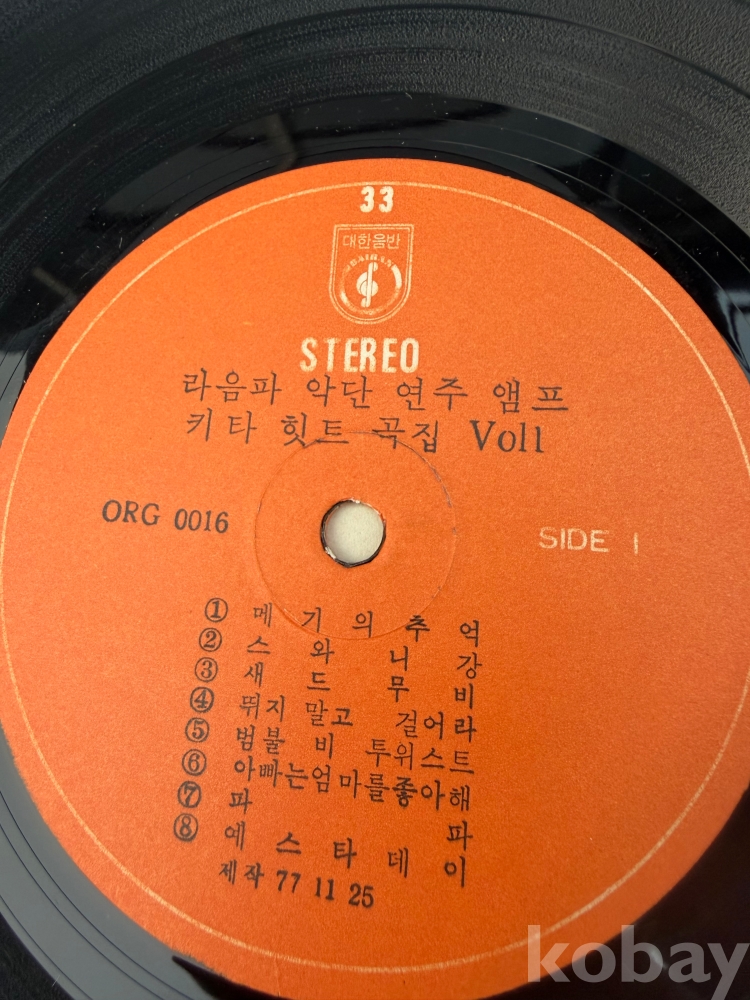 33
대한음반
STEREO
라음파 악단 연주 앰프
키타 힛트 곡집 Vol1
ORG 0016
SIDE 1
① 메기의추억
② 스와니강
③ 새드무비
④ 뛰지 말고 걸어라
⑤ 범불비 투위스트
⑥ 아빠는엄마를좋아해
⑦ 파파
⑧ 예스타데이
제작 77 11 25
kobay